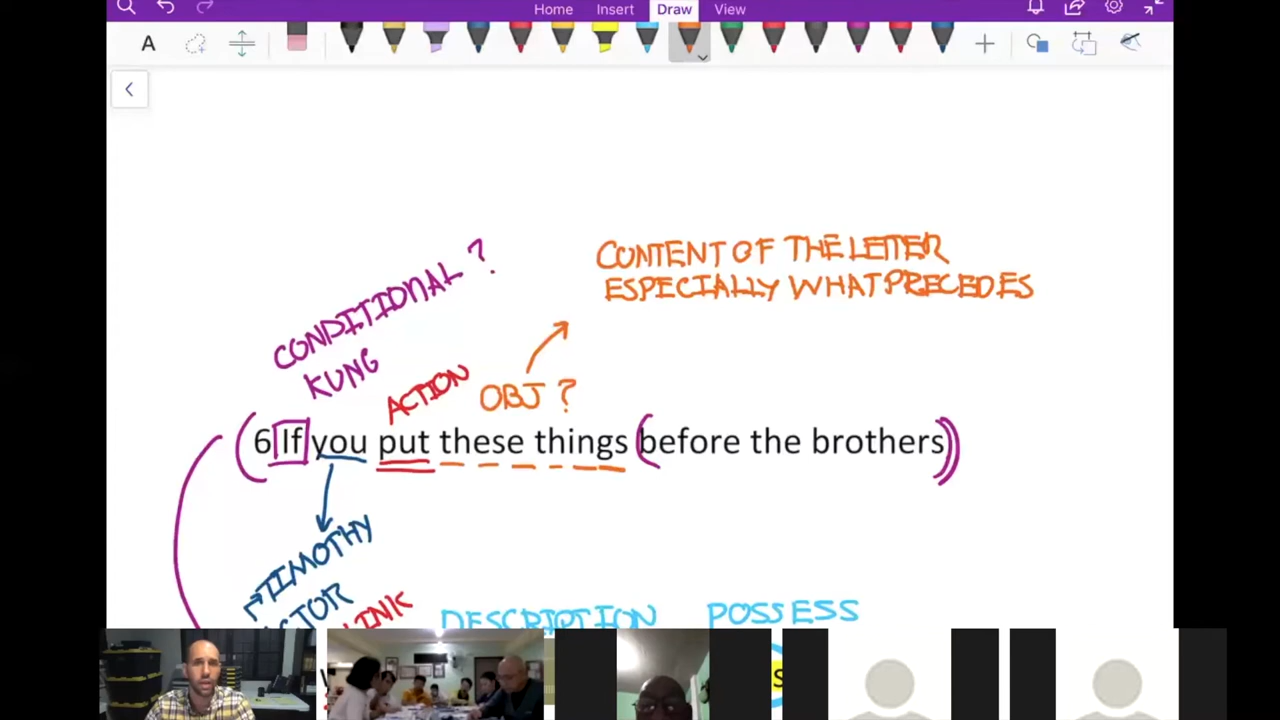 Home Insert Draw View
A
CONTENT OF THE LETTER
ESPECIALLY WHAT PRECEDES
CONDITIONAL ?
KUNG
ACTION
OBJ ?
(6 If you put these things (before the brothers))
TIMOTHY
LINK
DESCRIPTION POSSESS